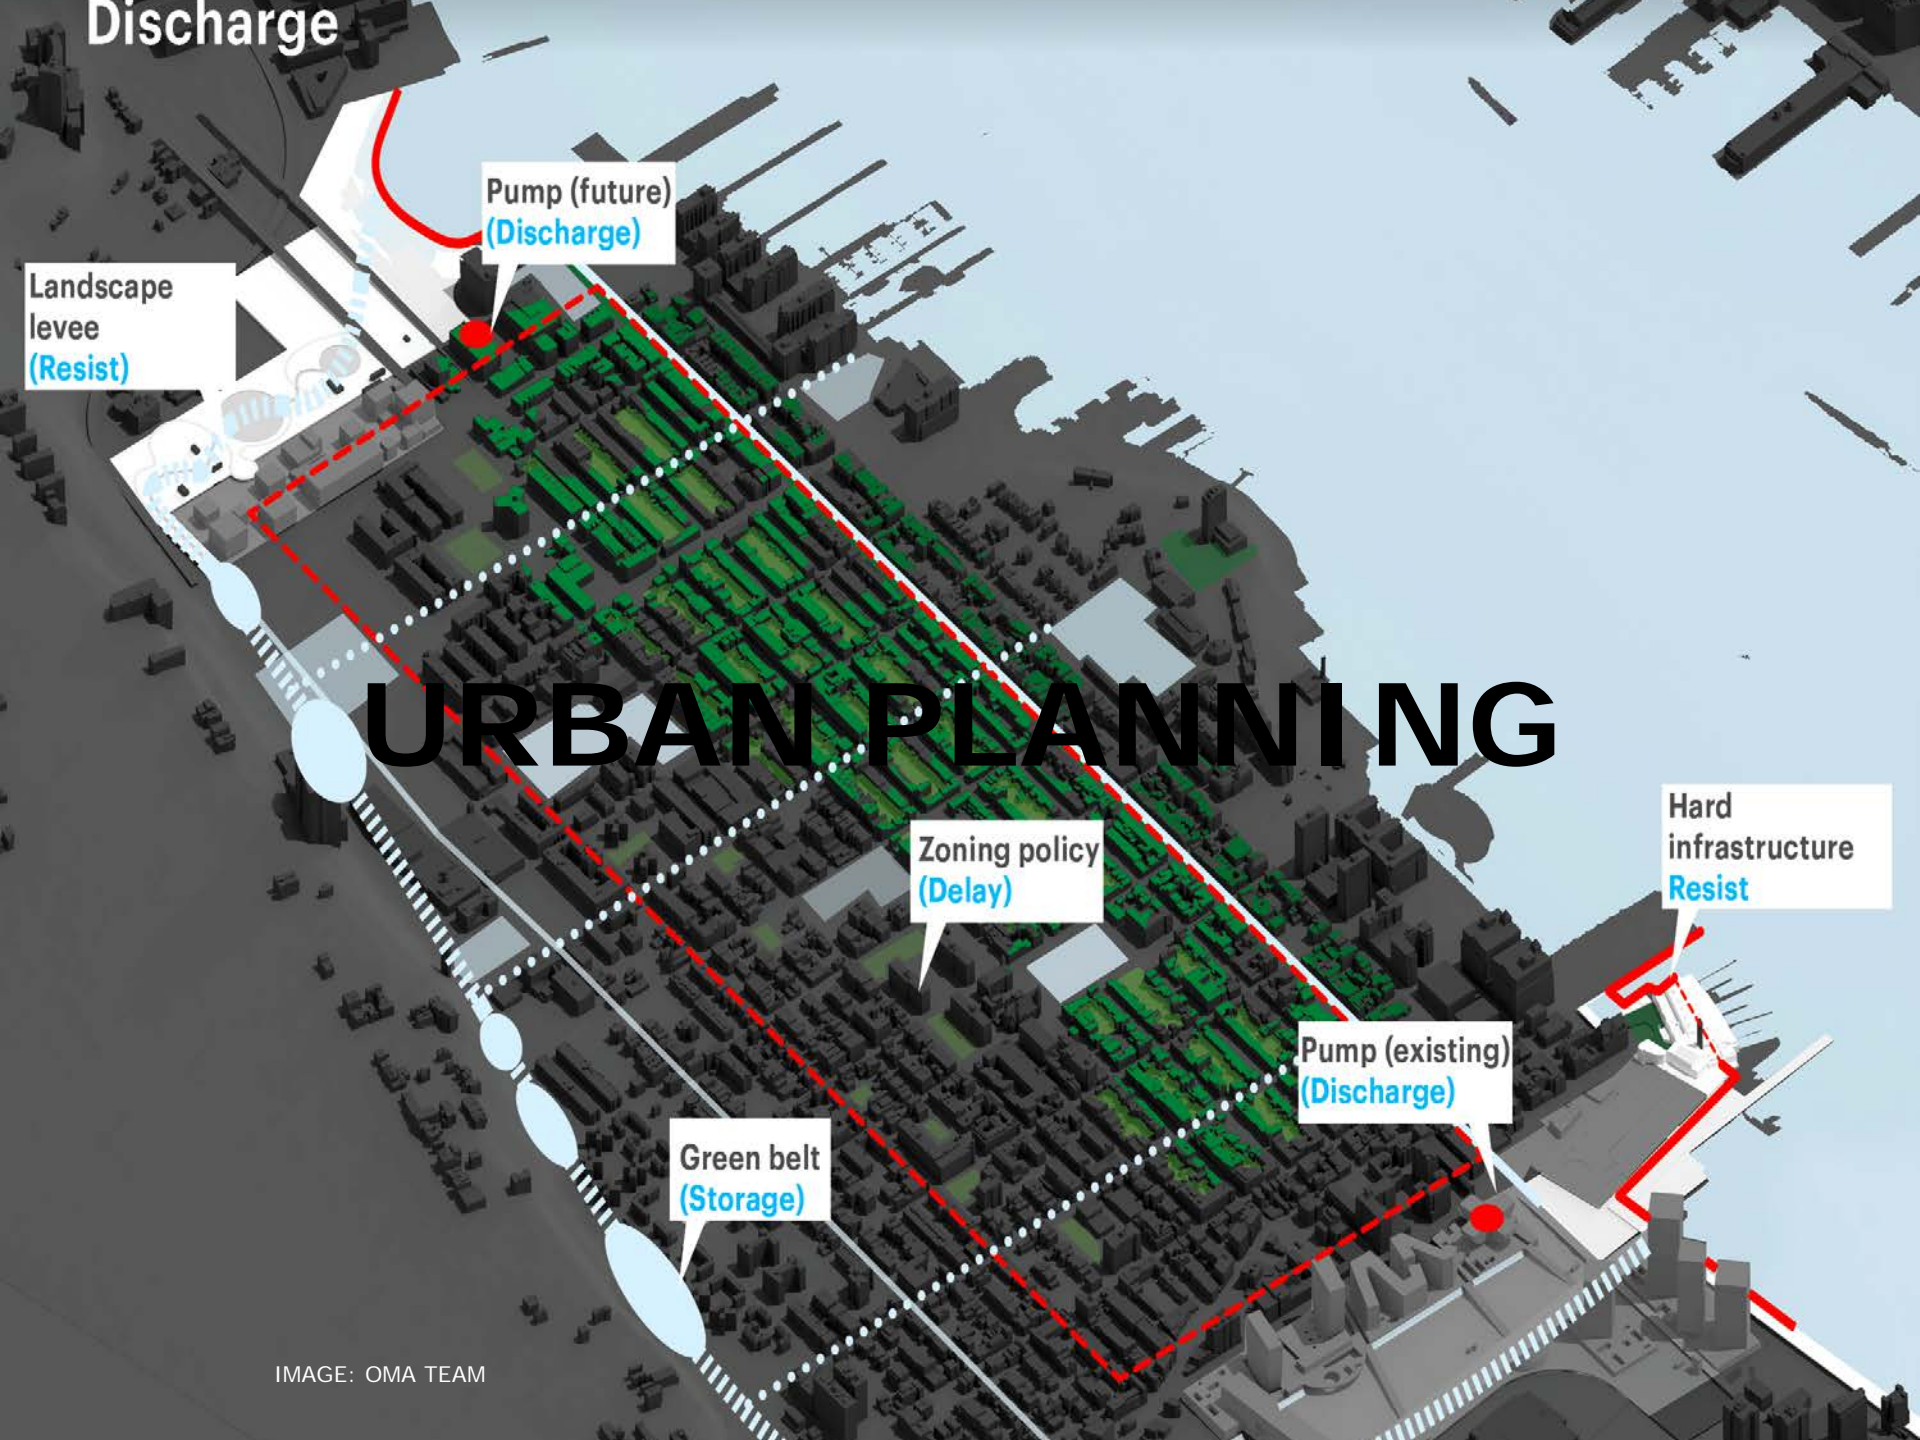 Discharge
Pump (future)
(Discharge)
Landscape
levee
(Resist)
URBAN PLANNING
Hard
infrastructure
Resist
Zoning policy
(Delay)
Pump (existing)
(Discharge)
Green belt
(Storage)
IMAGE: OMA TEAM